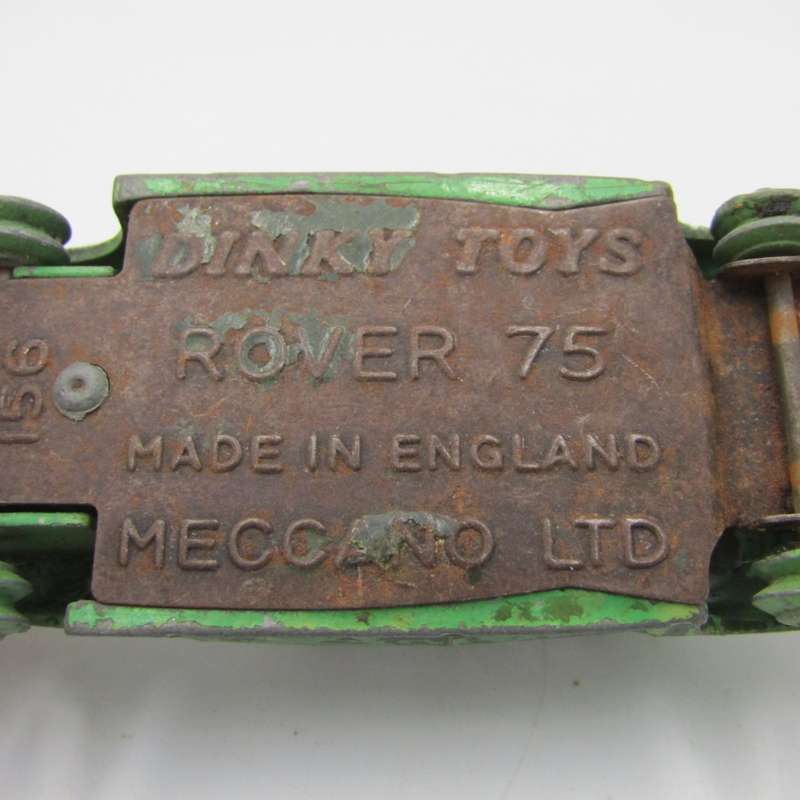 DINKY TOYS
ROVER 75
156
MADE IN ENGLAND
MECCANO LTD